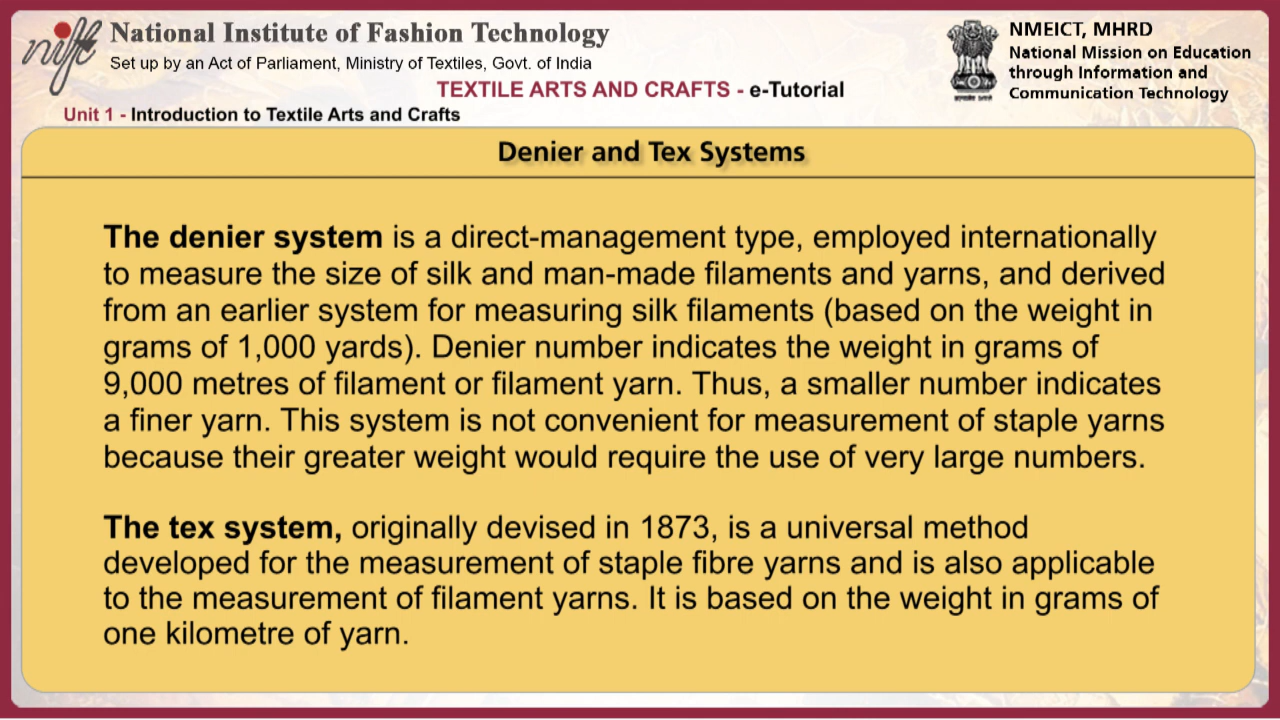 nift
National Institute of Fashion Technology
Set up by an Act of Parliament, Ministry of Textiles, Govt. of India
NMEICT, MHRD
National Mission on Education
through Information and
Communication Technology
TEXTILE ARTS AND CRAFTS - e-Tutorial
Unit 1 - Introduction to Textile Arts and Crafts
Denier and Tex Systems
The denier system is a direct-management type, employed internationally
to measure the size of silk and man-made filaments and yarns, and derived
from an earlier system for measuring silk filaments (based on the weight in
grams of 1,000 yards). Denier number indicates the weight in grams of
9,000 metres of filament or filament yarn. Thus, a smaller number indicates
a finer yarn. This system is not convenient for measurement of staple yarns
because their greater weight would require the use of very large numbers.
The tex system, originally devised in 1873, is a universal method
developed for the measurement of staple fibre yarns and is also applicable
to the measurement of filament yarns. It is based on the weight in grams of
one kilometre of yarn.